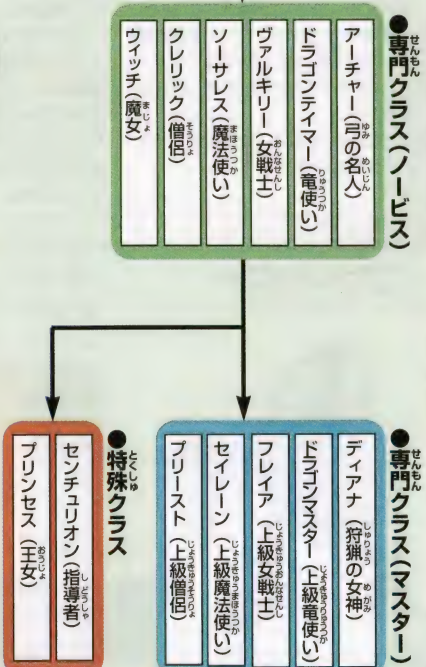 ●専門クラス(ノービス)
アーチャー(弓の名人)
ドラゴンテイマー(竜使い)
ヴァルキリー(女戦士)
ソーサレス(魔法使い)
クレリック(僧侶)
ウィッチ(魔女)
●専門クラス(マスター)
ディアナ(狩猟の女神)
ドラゴンマスター(上級竜使い)
フレイア(上級女戦士)
セイレーン(上級魔法使い)
プリースト(上級僧侶)
●特殊クラス
センチュリオン(指導者)
プリンセス(王女)